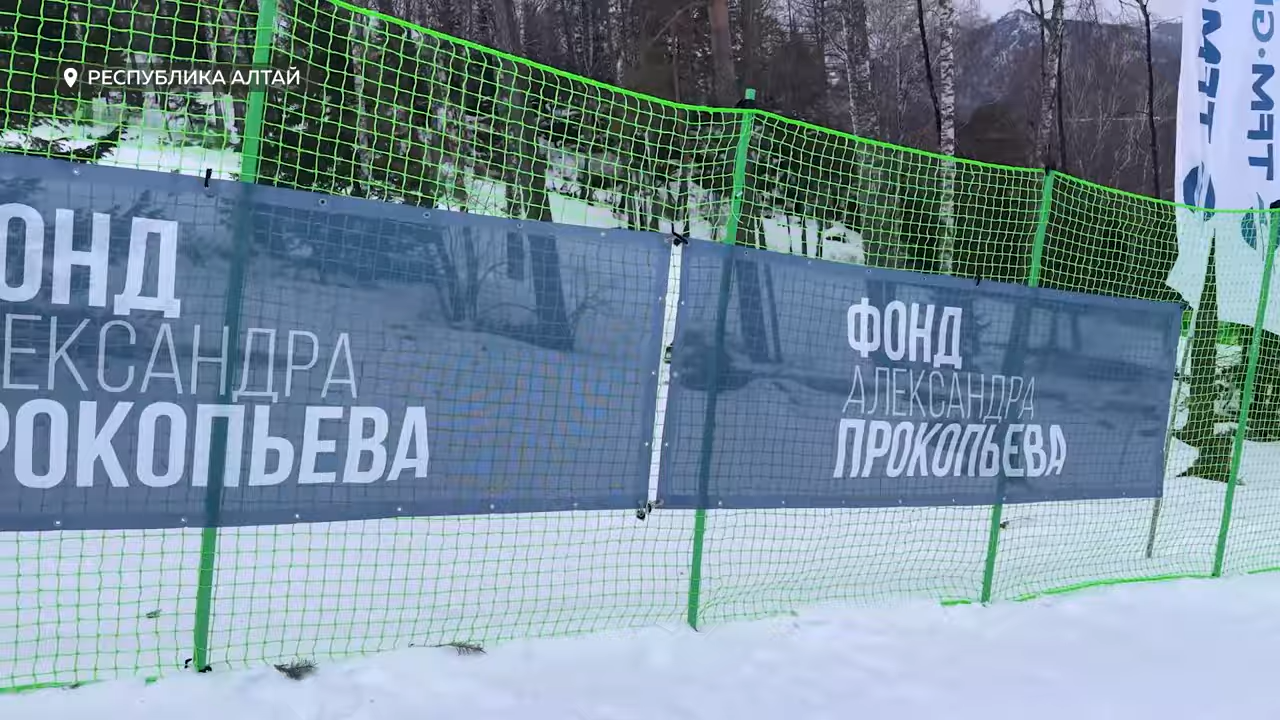 РЕСПУБЛИКА АЛТАЙ
ОНД
ЛЕКСАНДРА
РОКОПЬЕВА
ФОНД
АЛЕКСАНДРА
ПРОКОПЬЕВА